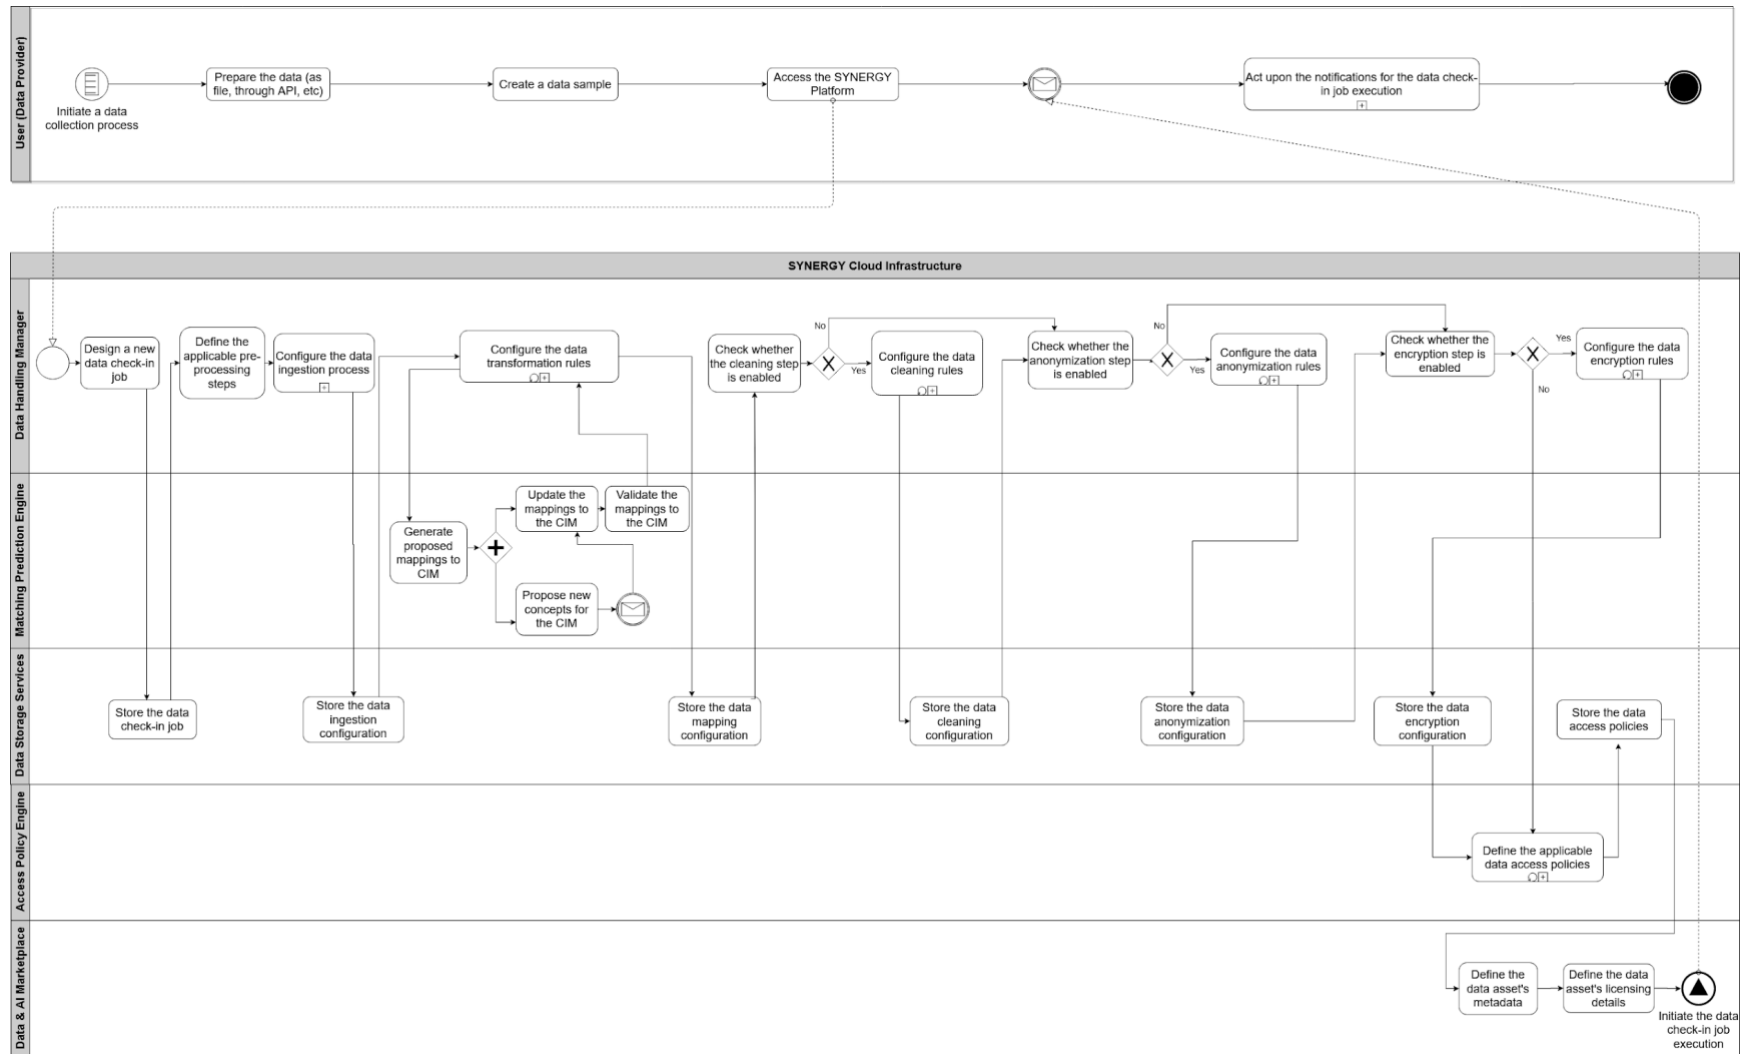 User (Data Provider)
Initiate a data
collection process
Prepare the data (as
file, through API, etc)
Create a data sample
Access the SYNERGY
Platform
Act upon the notifications for the data check-
in job execution
SYNERGY Cloud Infrastructure
Data Handling Manager
Design a new
data check-in
job
Define the
applicable pre-
processing
steps
Configure the data
ingestion process
Configure the data
transformation rules
Check whether
the cleaning step
is enabled
No
Yes
Configure the data
cleaning rules
Check whether the
anonymization step
is enabled
No
Yes
Configure the data
anonymization rules
Check whether the
encryption step is
enabled
Yes
No
Configure the data
encryption rules
Matching Prediction Engine
Generate
proposed
mappings to
CIM
Update the
mappings to
the CIM
Validate the
mappings to
the CIM
Propose new
concepts for
the CIM
Data Storage Services
Store the data
check-in job
Store the data
ingestion
configuration
Store the data
mapping
configuration
Store the data
cleaning
configuration
Store the data
anonymization
configuration
Store the data
encryption
configuration
Store the data
access policies
Access Policy Engine
Define the applicable
data access policies
Data & AI Marketplace
Define the
data asset's
metadata
Define the data
asset's licensing
details
Initiate the data
check-in job
execution